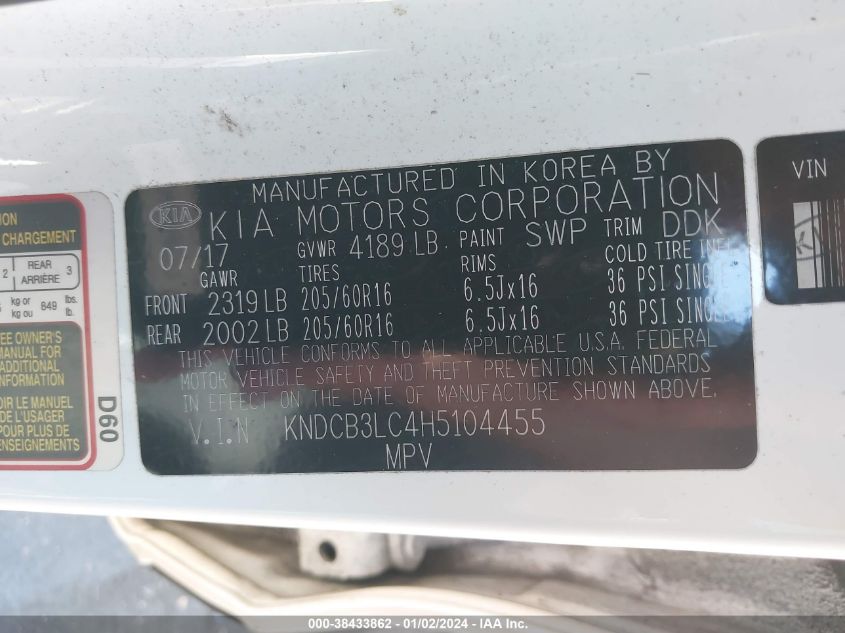 MANUFACTURED IN KOREA BY
KIA KIA MOTORS CORPORATION
07/17 GVWR 4189 LB PAINT SWP TRIM DDK
GAWR TIRES RIMS COLD TIRE
FRONT 2319 LB 205/60R16 6.5Jx16 36 PSI
REAR 2002 LB 205/60R16 6.5Jx16 36 PSI
THIS VEHICLE CONFORMS TO ALL APPLICABLE U.S.A. FEDERAL
MOTOR VEHICLE SAFETY AND THEFT PREVENTION STANDARDS
IN EFFECT ON THE DATE OF MANUFACTURE SHOWN ABOVE.
V.I.N KNDCB3LC4H5104455
MPV
CHARGEMENT
2 REAR ARRIÈRE 3
kg or kg ou 849 lbs. lb.
OWNER'S
MANUAL FOR
ADDITIONAL
INFORMATION
LE MANUEL
DE L'USAGER
POUR PLUS DE
D60
VIN
000-38433862 - 01/02/2024 - IAA Inc.